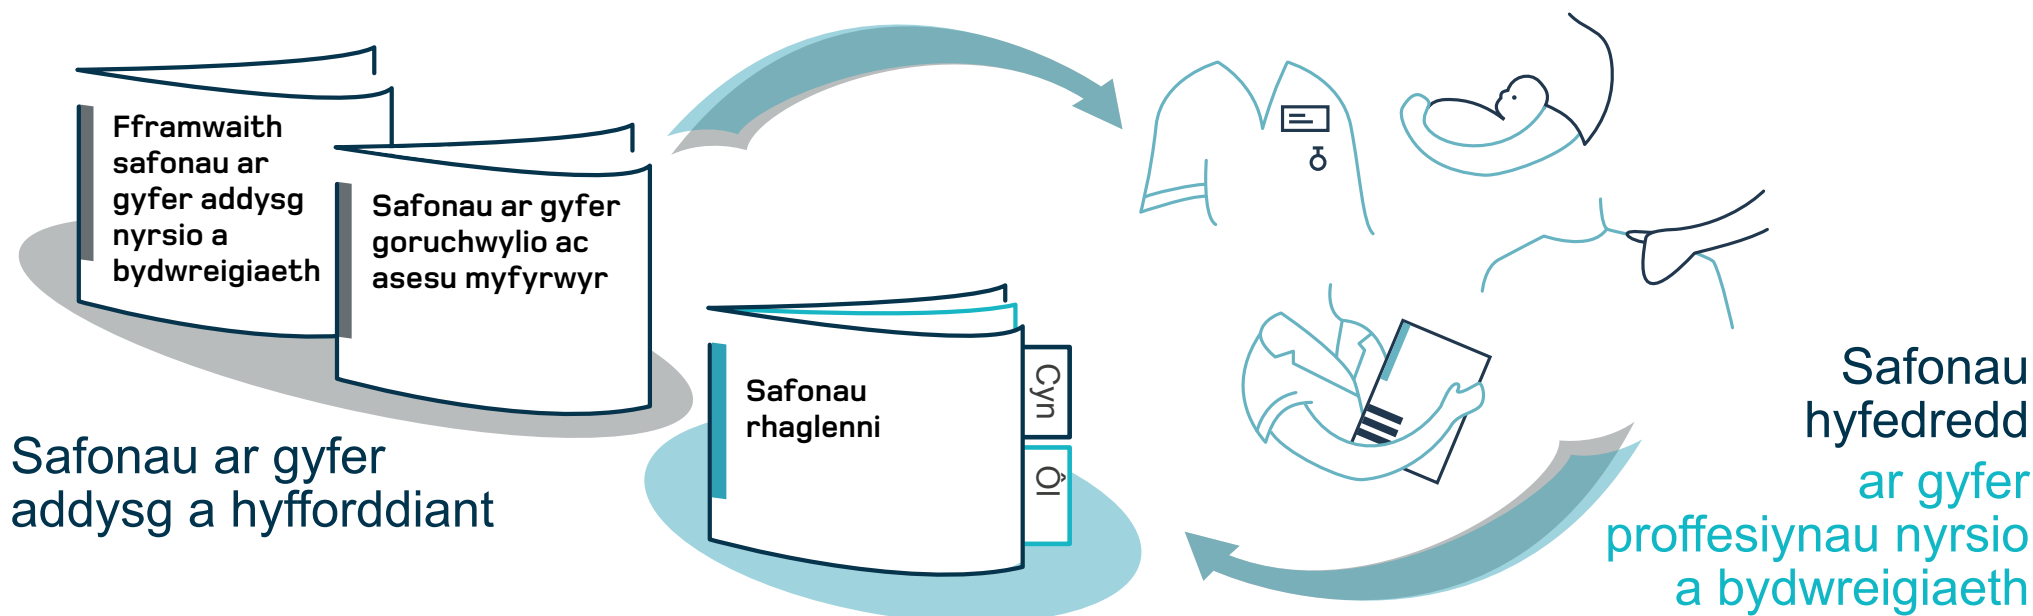 Fframwaith
safonau ar
gyfer addysg
nyrsio a
bydwreigiaeth
Safonau ar gyfer
goruchwylio ac
asesu myfyrwyr
Safonau
rhaglenni
Cyn
Ôl
Safonau ar gyfer
addysg a hyfforddiant
Safonau
hyfedredd
ar gyfer
proffesiynau nyrsio
a bydwreigiaeth